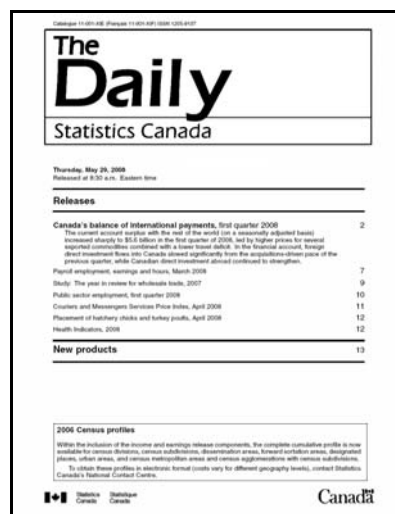 Catalogue 11-001-XIE (Français 11-001-XIF) ISSN 1205-9137
The
Daily
Statistics Canada
Thursday, May 29, 2008
Released at 8:30 a.m. Eastern time
Releases
Canada's balance of international payments, first quarter 2008 2
The current account surplus with the rest of the world (on a seasonally adjusted basis)
increased sharply to $5.6 billion in the first quarter of 2008, led by higher prices for several
exported commodities combined with a lower travel deficit. In the financial account, foreign
direct investment flows into Canada slowed significantly from the acquisitions-driven pace of the
previous quarter, while Canadian direct investment abroad continued to strengthen.
Payroll employment, earnings and hours, March 2008 7
Study: The year in review for wholesale trade, 2007 9
Public sector employment, first quarter 2008 10
Couriers and Messengers Services Price Index, April 2008 11
Placement of hatchery chicks and turkey poults, April 2008 12
Health Indicators, 2008 12
New products 13
2006 Census profiles
Within the inclusion of the income and earnings release components, the complete cumulative profile is now
available for census divisions, census subdivisions, dissemination areas, forward sortation areas, designated
places, urban areas, and census metropolitan areas and census agglomerations with census subdivisions.
To obtain these profiles in electronic format (costs vary for different geography levels), contact Statistics
Canada's National Contact Centre.
Statistics Statistique
Canada Canada
Canada